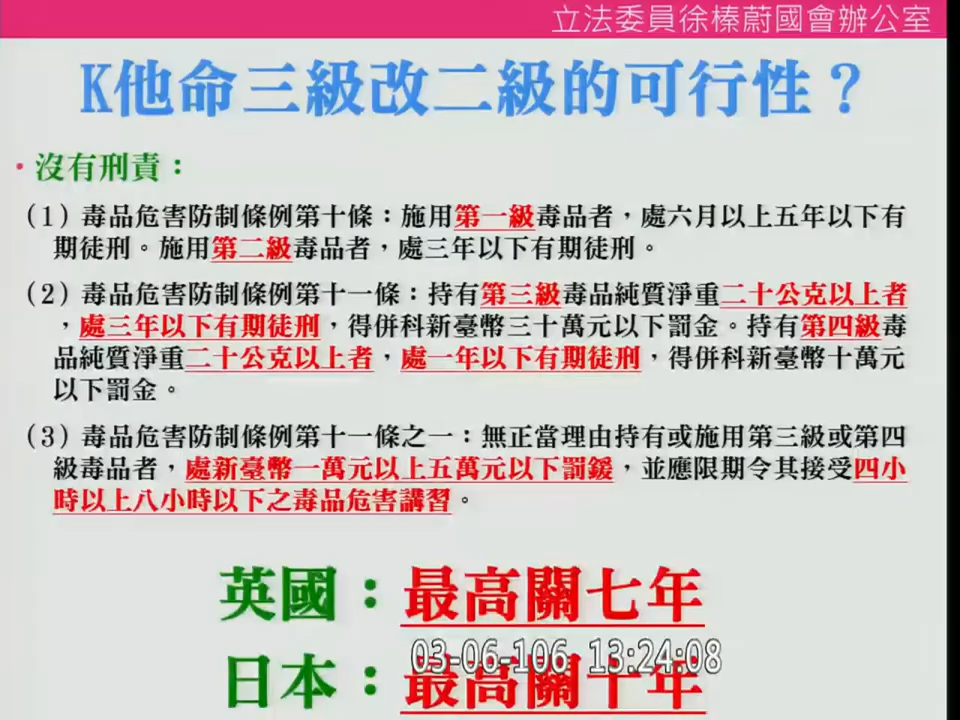 立法委員徐榛蔚國會辦公室
K他命三級改二級的可行性？
•沒有刑責：
（1）毒品危害防制條例第十條：施用第一級毒品者，處六月以上五年以下有
期徒刑。施用第二級毒品者，處三年以下有期徒刑。
（2）毒品危害防制條例第十一條：持有第三級毒品純質淨重二十公克以上者
，處三年以下有期徒刑，得併科新臺幣三十萬元以下罰金。持有第四級毒
品純質淨重二十公克以上者，處一年以下有期徒刑，得併科新臺幣十萬元
以下罰金。
（3）毒品危害防制條例第十一條之一：無正當理由持有或施用第三級或第四
級毒品者，處新臺幣一萬元以上五萬元以下罰鍰，並應限期令其接受四小
時以上八小時以下之毒品危害講習。
英國：最高關七年
03-06-106 13:24:08
日本：最高關十年